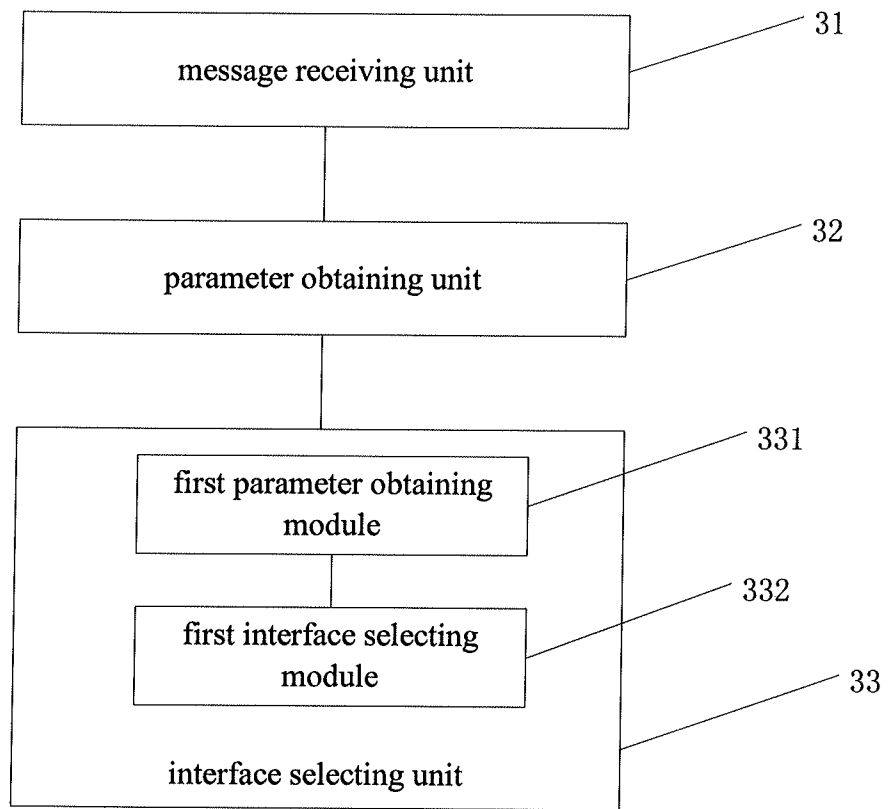 31
message receiving unit
32
parameter obtaining unit
331
first parameter obtaining
module
332
first interface selecting
module
33
interface selecting unit